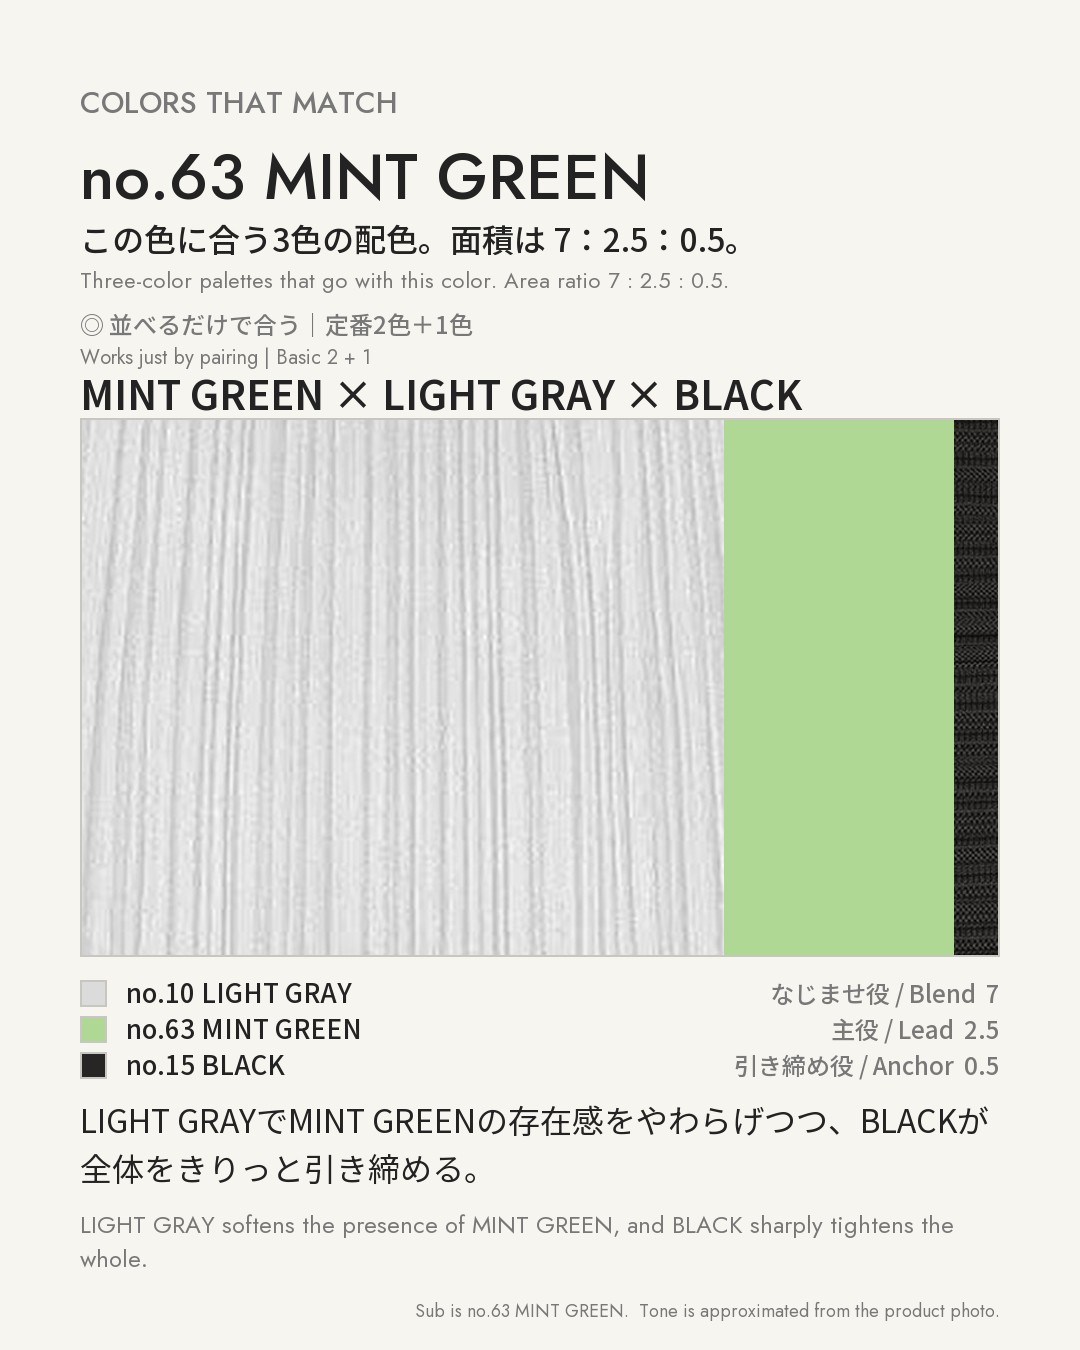 COLORS THAT MATCH
no.63 MINT GREEN
この色に合う3色の配色。面積は 7：2.5：0.5。
Three-color palettes that go with this color. Area ratio 7 : 2.5 : 0.5.
◎ 並べるだけで合う｜定番2色＋1色
Works just by pairing | Basic 2 + 1
MINT GREEN × LIGHT GRAY × BLACK
no.10 LIGHT GRAY なじませ役 / Blend 7
no.63 MINT GREEN 主役 / Lead 2.5
no.15 BLACK 引き締め役 / Anchor 0.5
LIGHT GRAYでMINT GREENの存在感をやわらげつつ、BLACKが
全体をきりっと引き締める。
LIGHT GRAY softens the presence of MINT GREEN, and BLACK sharply tightens the
whole.
Sub is no.63 MINT GREEN. Tone is approximated from the product photo.